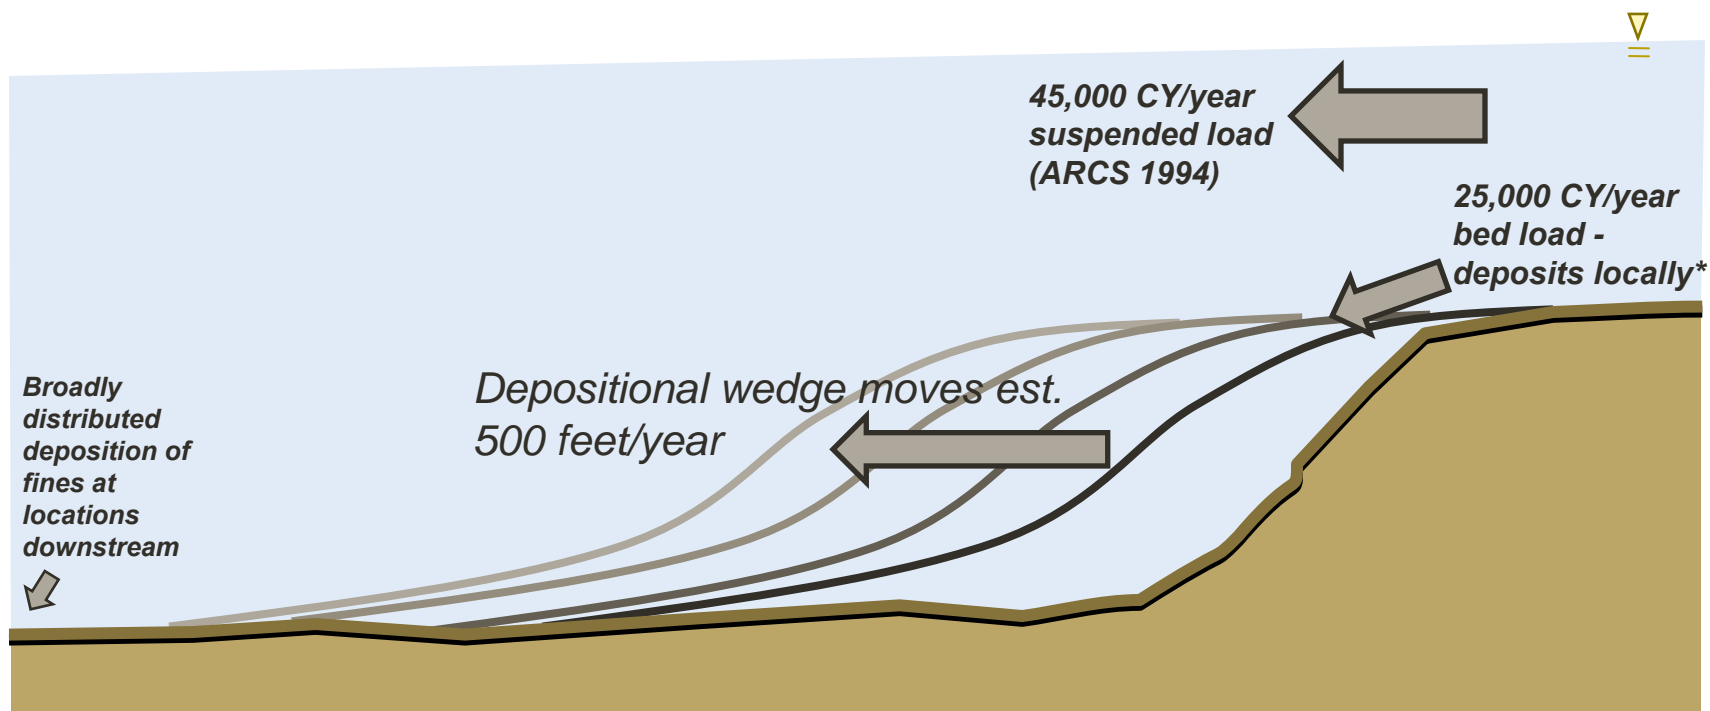 45,000 CY/year
suspended load
(ARCS 1994)
25,000 CY/year
bed load -
deposits locally*
Depositional wedge moves est.
500 feet/year
Broadly
distributed
deposition of
fines at
locations
downstream